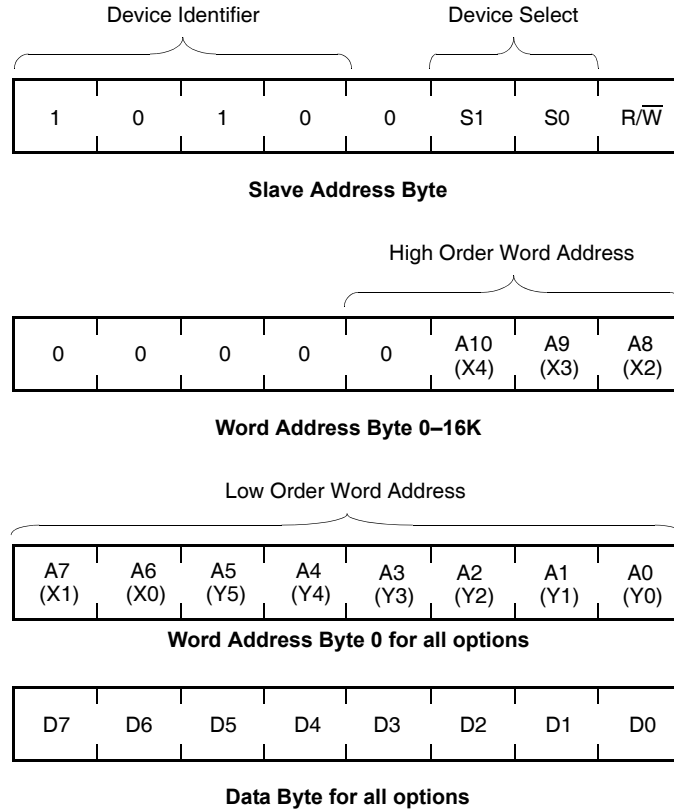 Device Identifier Device Select
1 0 1 0 0 S1 S0 R/W̅
Slave Address Byte
High Order Word Address
0 0 0 0 0 A10 A9 A8
(X4) (X3) (X2)
Word Address Byte 0–16K
Low Order Word Address
A7 A6 A5 A4 A3 A2 A1 A0
(X1) (X0) (Y5) (Y4) (Y3) (Y2) (Y1) (Y0)
Word Address Byte 0 for all options
D7 D6 D5 D4 D3 D2 D1 D0
Data Byte for all options